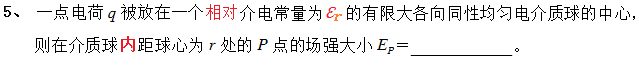 5、 一点电荷 q 被放在一个相对介电常量为 εr 的有限大各向同性均匀电介质球的中心，
则在介质球内距球心为 r 处的 P 点的场强大小 EP＝____________。